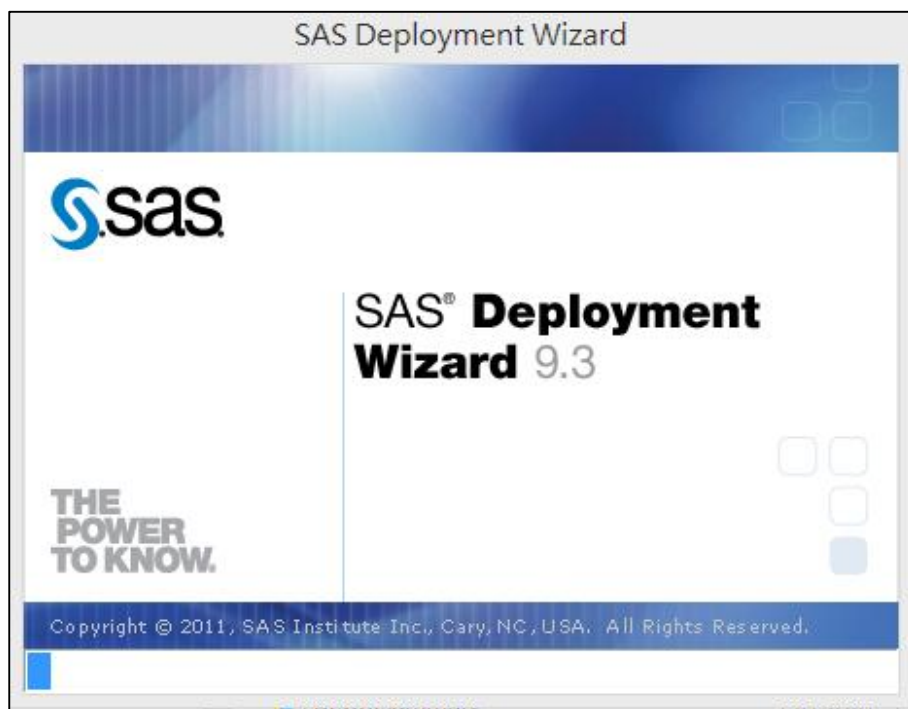 SAS Deployment Wizard
sas
SAS® Deployment
Wizard 9.3
THE
POWER
TO KNOW.
Copyright © 2011, SAS Institute Inc., Cary, NC, USA. All Rights Reserved.